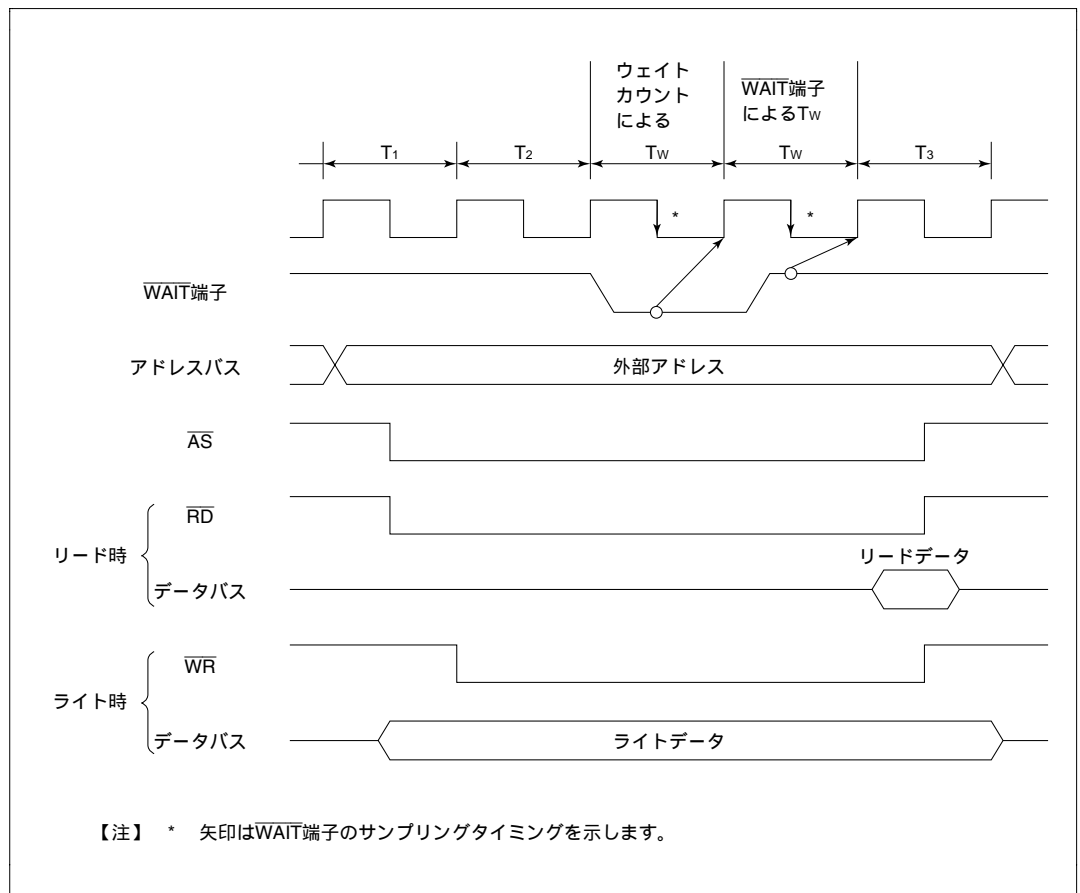 ウェイト
カウント
による
WAIT端子
によるTW
T1 T2 TW TW T3
* *
WAIT端子
アドレスバス 外部アドレス
AS
RD
リード時
リードデータ
データバス
WR
ライト時
データバス ライトデータ
【注】 * 矢印はWAIT端子のサンプリングタイミングを示します。